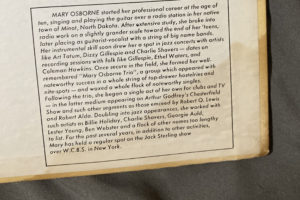 MARY OSBORNE started her professional career at the age of
ten, singing and playing the guitar over a radio station in her native
town of Minot, North Dakota. After extensive study, she broke into
radio work on a slightly grander scale toward the end of her 'teens,
later placing as guitarist-vocalist with a string of big name bands.
Her instrumental skill soon drew her a spot in jazz concerts with artists
like Art Tatum, Dizzy Gillespie and Charlie Shavers — dates on
recording sessions with folk like Gillespie, Ethel Waters, and
Coleman Hawkins. Once secure in the field, she formed her well
remembered "Mary Osborne Trio", a group which appeared with
noteworthy success in a whole string of top-drawer hostelries and
nite-spots — and waxed a whole flock of noteworthy singles.
Following the trio, she began a single act of her own for clubs and TV
— in the latter medium appearing on Arthur Godfrey's Chesterfield
Show and such other programs as those emceed by Robert Q. Lewis
and Robert Alda. Doubling into jazz appearances, she worked with
such artists as Billie Holiday, Charlie Shavers, Georgie Auld,
Lester Young, Ben Webster and a flock of other names too lengthy
to list. For the past several years, in addition to other activities,
Mary has held a regular spot on the Jack Sterling show
over W.C.B.S. in New York.